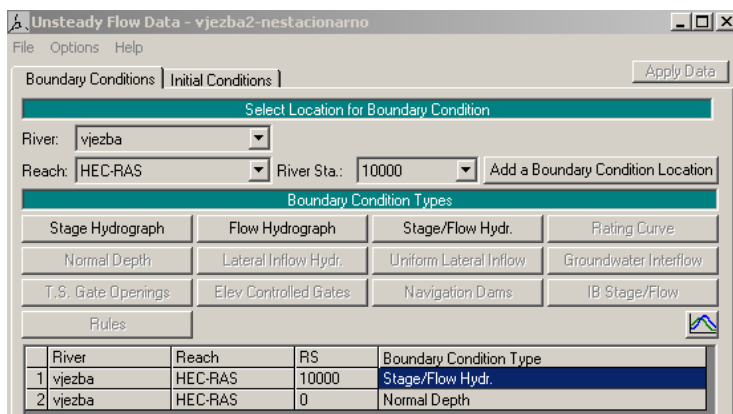 Unsteady Flow Data - vjezba2-nestacionarno
File Options Help
Boundary Conditions Initial Conditions Apply Data
Select Location for Boundary Condition
River: vjezba
Reach: HEC-RAS River Sta.: 10000 Add a Boundary Condition Location
Boundary Condition Types
Stage Hydrograph Flow Hydrograph Stage/Flow Hydr. Rating Curve
Normal Depth Lateral Inflow Hydr. Uniform Lateral Inflow Groundwater Interflow
T.S. Gate Openings Elev Controlled Gates Navigation Dams IB Stage/Flow
Rules
River Reach RS Boundary Condition Type
1 vjezba HEC-RAS 10000 Stage/Flow Hydr.
2 vjezba HEC-RAS 0 Normal Depth